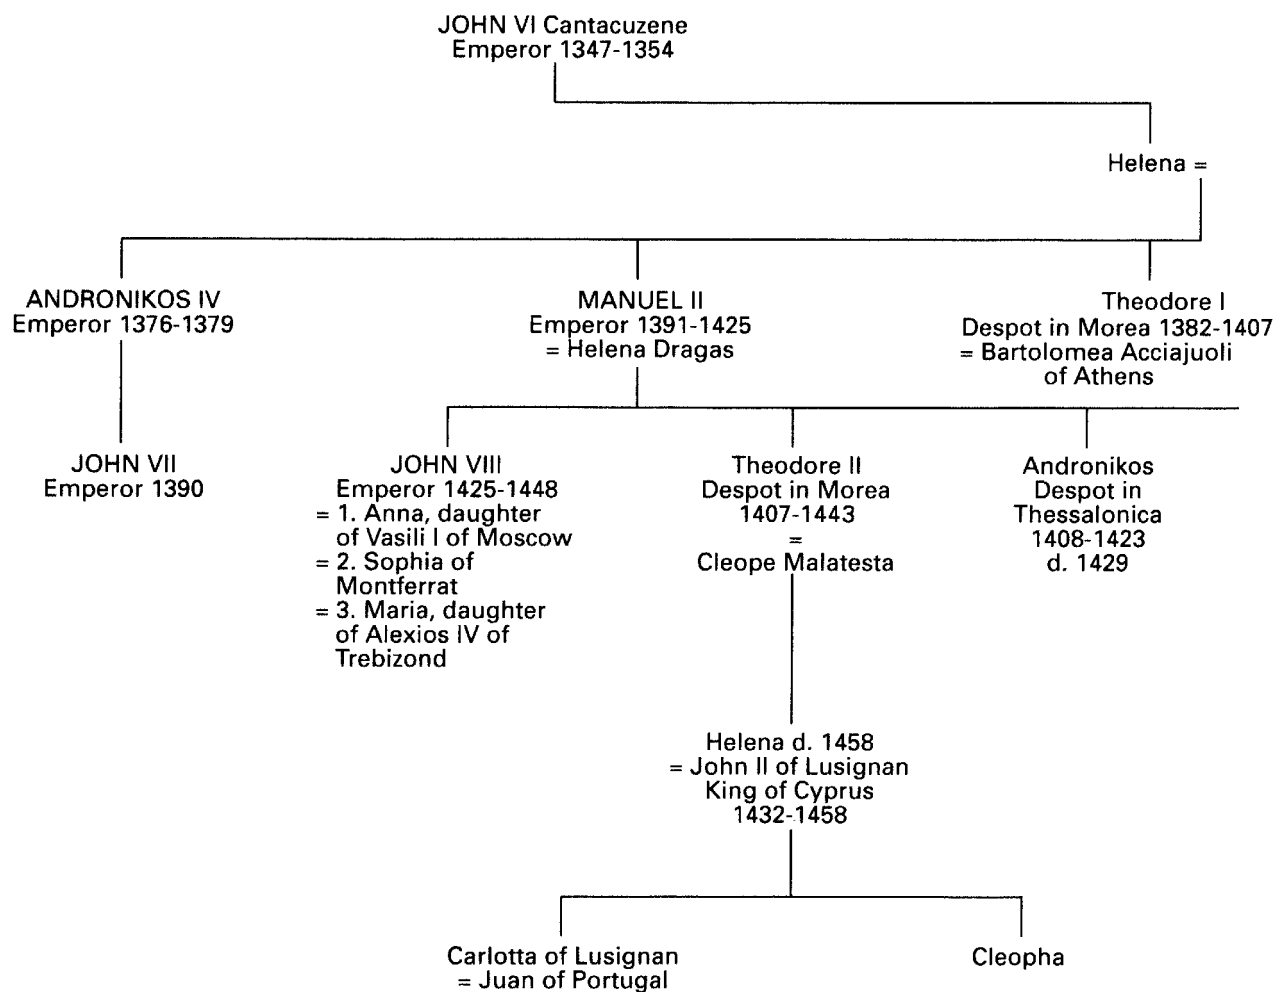 JOHN VI Cantacuzene
Emperor 1347-1354
Helena =
ANDRONIKOS IV
Emperor 1376-1379
MANUEL II
Emperor 1391-1425
= Helena Dragas
Theodore I
Despot in Morea 1382-1407
= Bartolomea Acciajuoli
of Athens
JOHN VII
Emperor 1390
JOHN VIII
Emperor 1425-1448
= 1. Anna, daughter
of Vasili I of Moscow
= 2. Sophia of
Montferrat
= 3. Maria, daughter
of Alexios IV of
Trebizond
Theodore II
Despot in Morea
1407-1443
=
Cleope Malatesta
Andronikos
Despot in
Thessalonica
1408-1423
d. 1429
Helena d. 1458
= John II of Lusignan
King of Cyprus
1432-1458
Carlotta of Lusignan
= Juan of Portugal
Cleopha